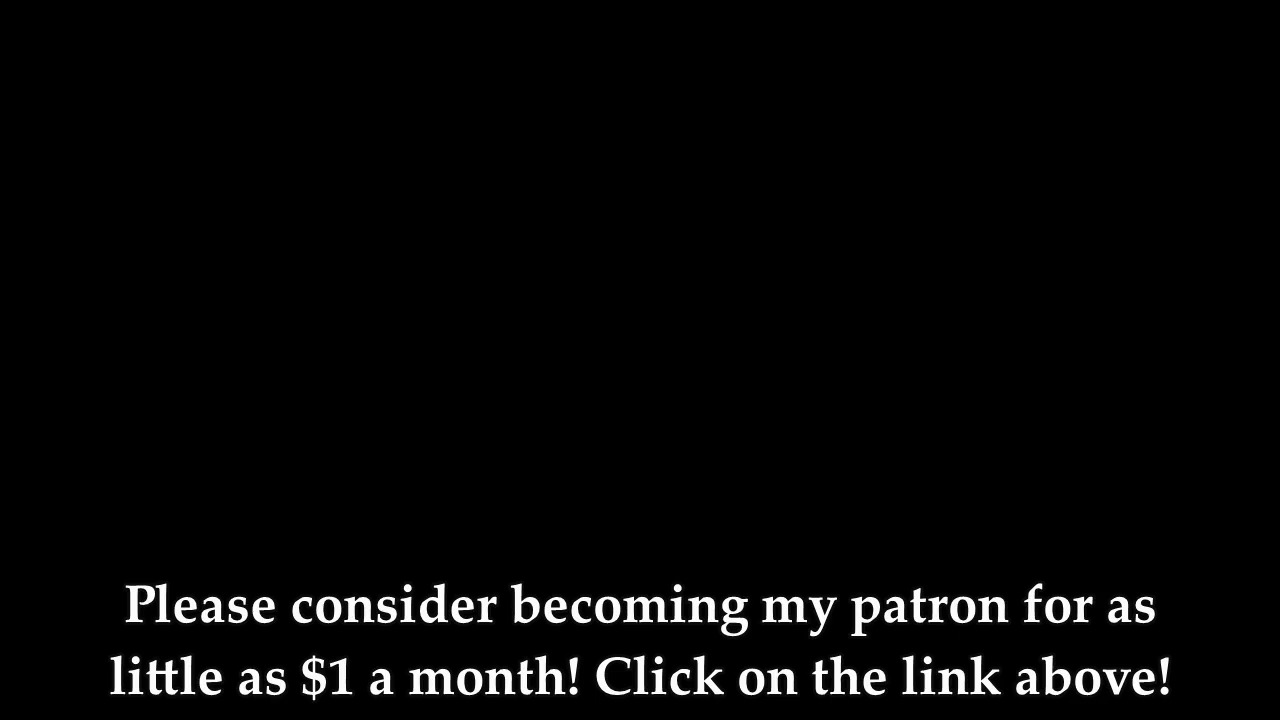 Please consider becoming my patron for as
little as $1 a month! Click on the link above!